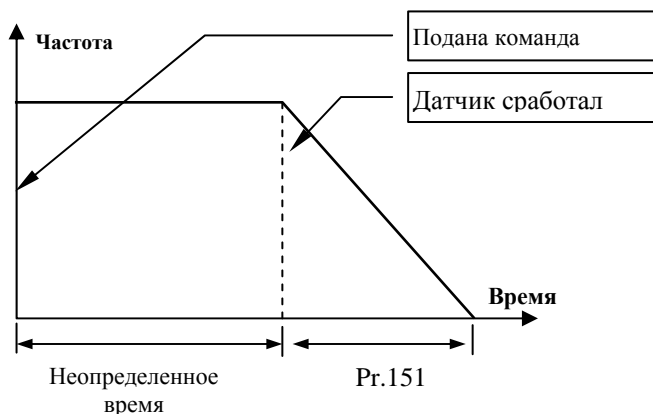 Частота
Подана команда
Датчик сработал
Время
Неопределенное
время
Pr.151